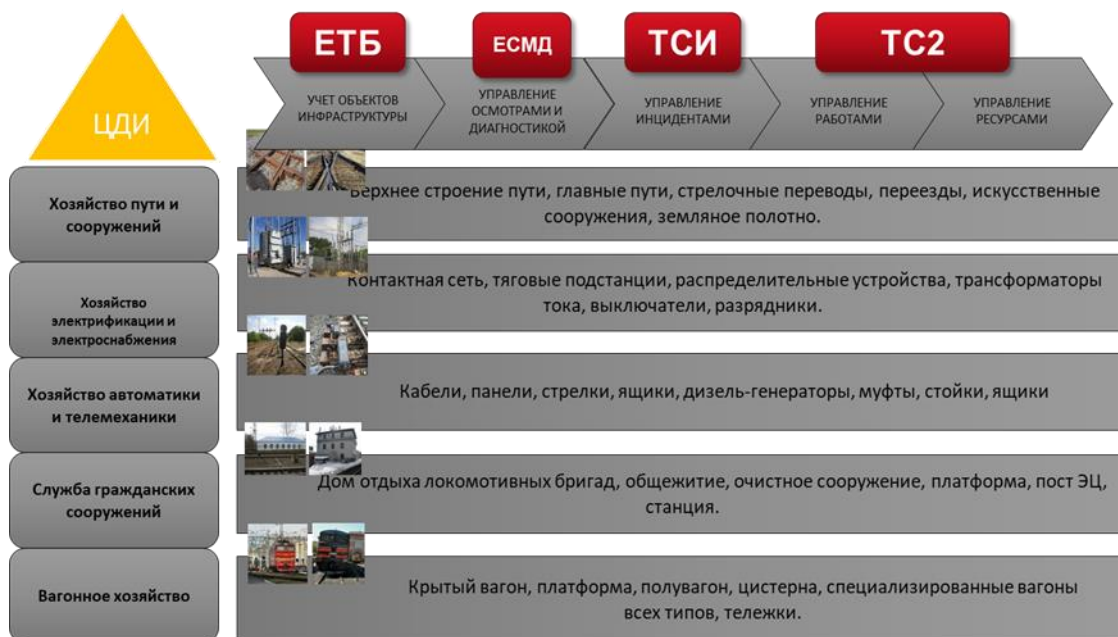 ЕТБ
ЕСМД
ТСИ
ТС2
ЦДИ
УЧЕТ ОБЪЕКТОВ
ИНФРАСТРУКТУРЫ
УПРАВЛЕНИЕ
ОСМОТРАМИ И
ДИАГНОСТИКОЙ
УПРАВЛЕНИЕ
ИНЦИДЕНТАМИ
УПРАВЛЕНИЕ
РАБОТАМИ
УПРАВЛЕНИЕ
РЕСУРСАМИ
Хозяйство пути и
сооружений
Верхнее строение пути, главные пути, стрелочные переводы, переезды, искусственные
сооружения, земляное полотно.
Хозяйство
электрификации и
электроснабжения
Контактная сеть, тяговые подстанции, распределительные устройства, трансформаторы
тока, выключатели, разрядники.
Хозяйство автоматики
и телемеханики
Кабели, панели, стрелки, ящики, дизель-генераторы, муфты, стойки, ящики
Служба гражданских
сооружений
Дом отдыха локомотивных бригад, общежитие, очистное сооружение, платформа, пост ЭЦ,
станция.
Вагонное хозяйство
Крытый вагон, платформа, полувагон, цистерна, специализированные вагоны
всех типов, тележки.